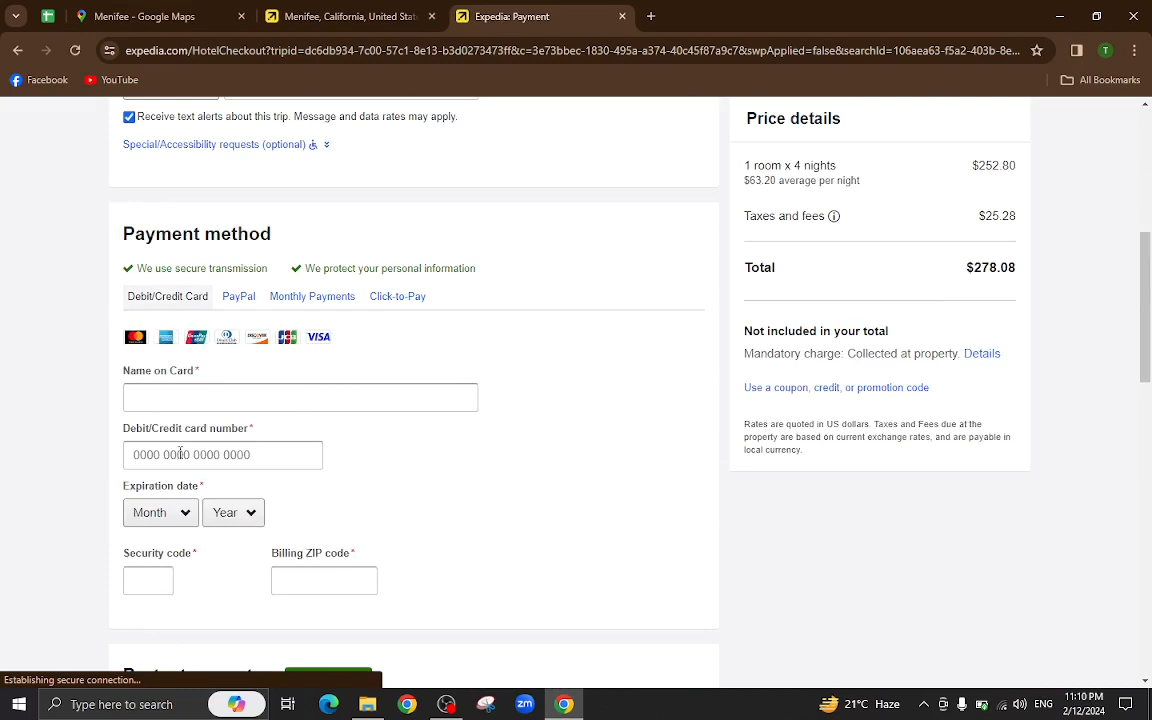 Menifee - Google Maps
Menifee, California, United Stat
Expedia: Payment
expedia.com/HotelCheckout?tripid=dc6db934-7c00-57c1-8e13-b3d0273473ff&c=3e73bbec-1830-495a-a374-40c45f87a9c78&swpApplied=false&searchId=106aea63-f5a2-403b-8e...
T
Facebook
YouTube
All Bookmarks
Receive text alerts about this trip. Message and data rates may apply.
Special/Accessibility requests (optional)
Payment method
We use secure transmission
We protect your personal information
Debit/Credit Card
PayPal
Monthly Payments
Click-to-Pay
VISA
Name on Card*
Debit/Credit card number*
0000 0000 0000 0000
Expiration date*
Month
Year
Security code*
Billing ZIP code*
Price details
1 room x 4 nights $252.80
$63.20 average per night
Taxes and fees $25.28
Total $278.08
Not included in your total
Mandatory charge: Collected at property. Details
Use a coupon, credit, or promotion code
Rates are quoted in US dollars. Taxes and Fees due at the
property are based on current exchange rates, and are payable in
local currency.
Establishing secure connection...
Type here to search
zm
21°C Haze
ENG
11:10 PM
2/12/2024